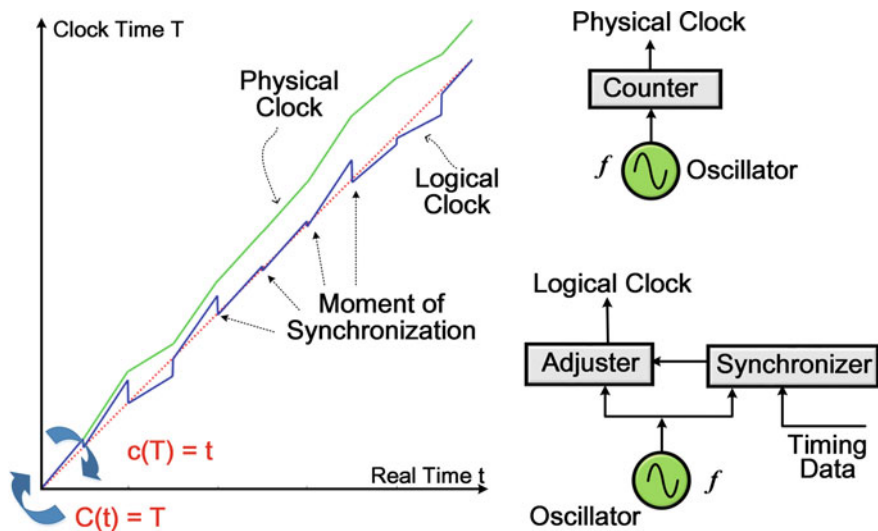 Clock Time T
Physical
Clock
Logical
Clock
Moment of
Synchronization
c(T) = t
Real Time t
C(t) = T
Physical Clock
Counter
f
Oscillator
Logical Clock
Adjuster
Synchronizer
Timing
Data
f
Oscillator